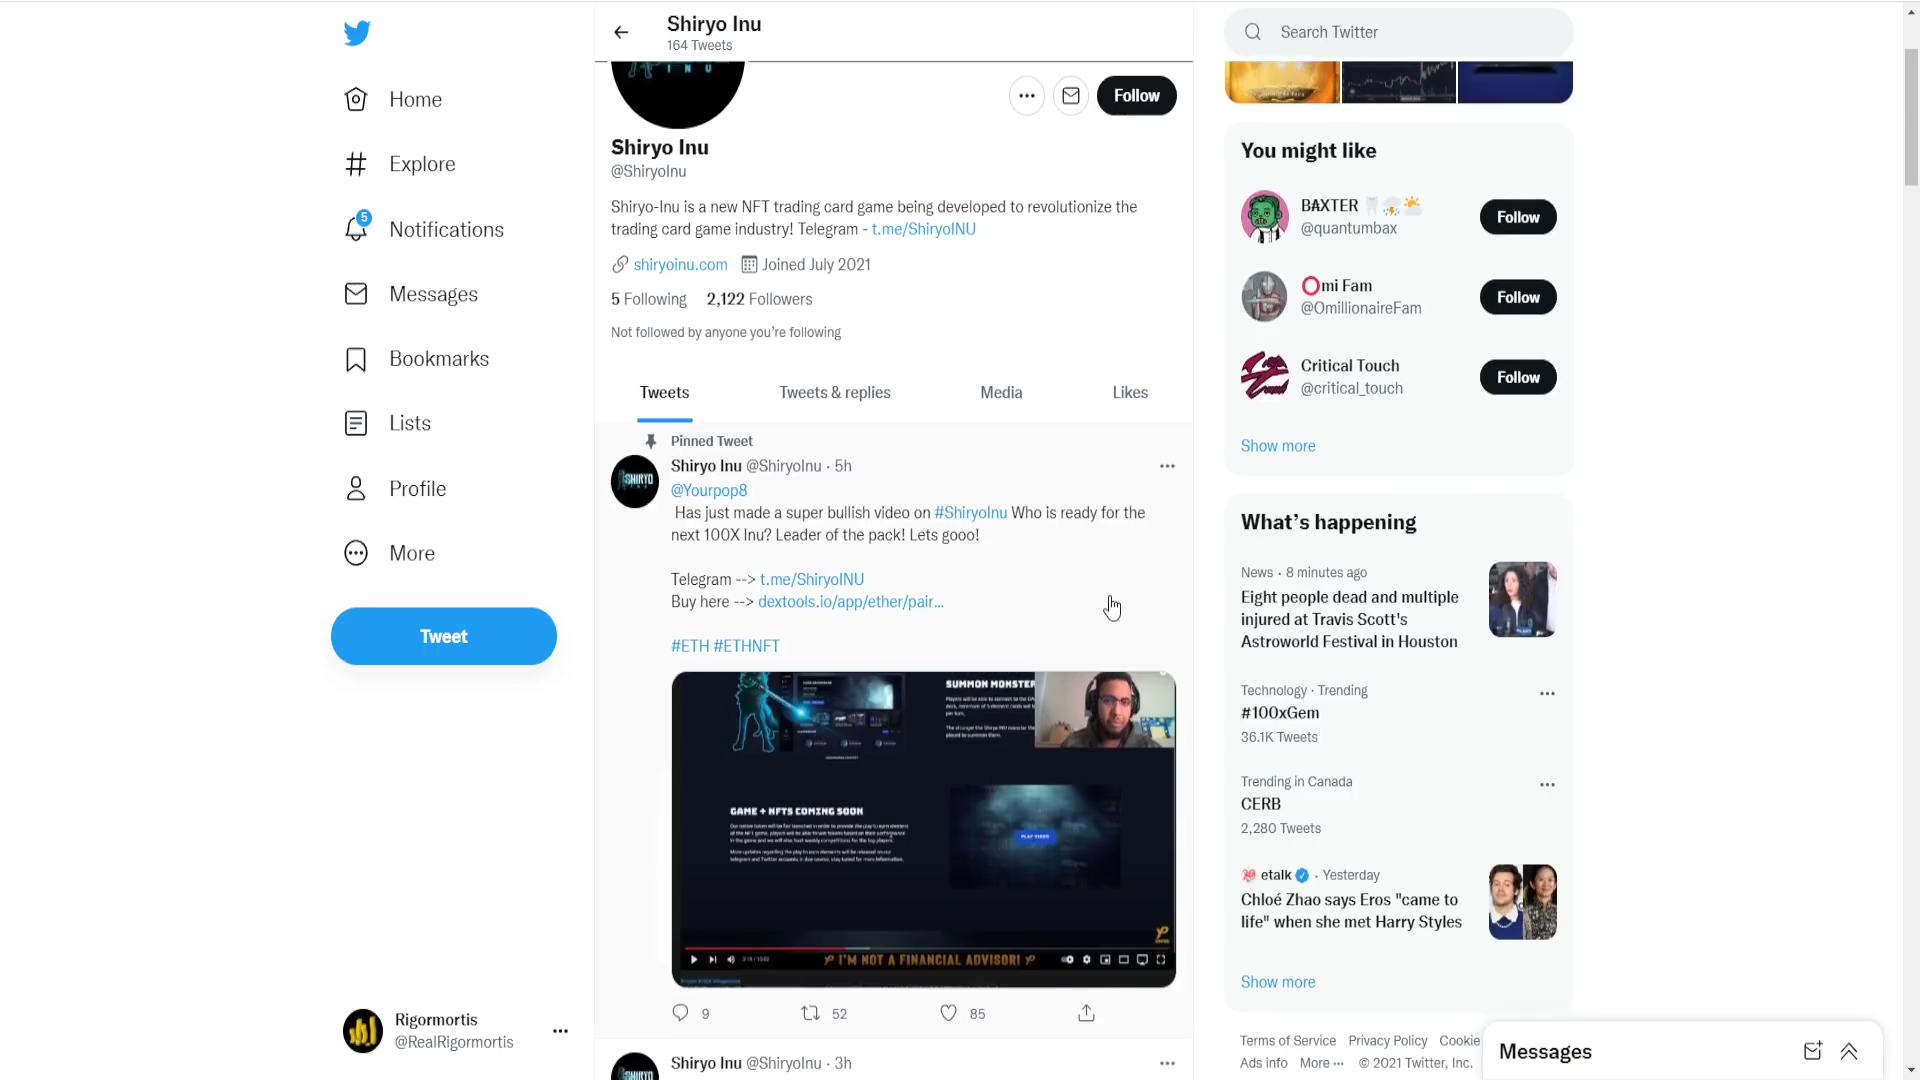 Home
Explore
5
Notifications
Messages
Bookmarks
Lists
Profile
More
Tweet
Rigormortis
@RealRigormortis
Shiryo Inu
164 Tweets
INU
Follow
Shiryo Inu
@ShiryoInu
Shiryo-Inu is a new NFT trading card game being developed to revolutionize the
trading card game industry! Telegram - t.me/ShiryoINU
shiryoinu.com Joined July 2021
5 Following 2,122 Followers
Not followed by anyone you're following
Tweets Tweets & replies Media Likes
Pinned Tweet
Shiryo Inu @ShiryoInu · 5h
SHIRYO
@Yourpop8
Has just made a super bullish video on #ShiryoInu Who is ready for the
next 100X Inu? Leader of the pack! Lets gooo!
Telegram --> t.me/ShiryoINU
Buy here --> dextools.io/app/ether/pair...
#ETH #ETHNFT
SUMMON MONSTER
GAME + NFTS COMING SOON
PLAY VIDEO
YP I'M NOT A FINANCIAL ADVISOR! YP
9 52 85
Shiryo Inu @ShiryoInu · 3h
SHIRYO
Search Twitter
You might like
BAXTER
@quantumbax
Follow
Omi Fam
@OmillionaireFam
Follow
Critical Touch
@critical_touch
Follow
Show more
What's happening
News · 8 minutes ago
Eight people dead and multiple
injured at Travis Scott's
Astroworld Festival in Houston
Technology · Trending
#100xGem
36.1K Tweets
Trending in Canada
CERB
2,280 Tweets
etalk · Yesterday
Chloé Zhao says Eros "came to
life" when she met Harry Styles
Show more
Terms of Service Privacy Policy Cookie
Ads info More ··· © 2021 Twitter, Inc.
Messages